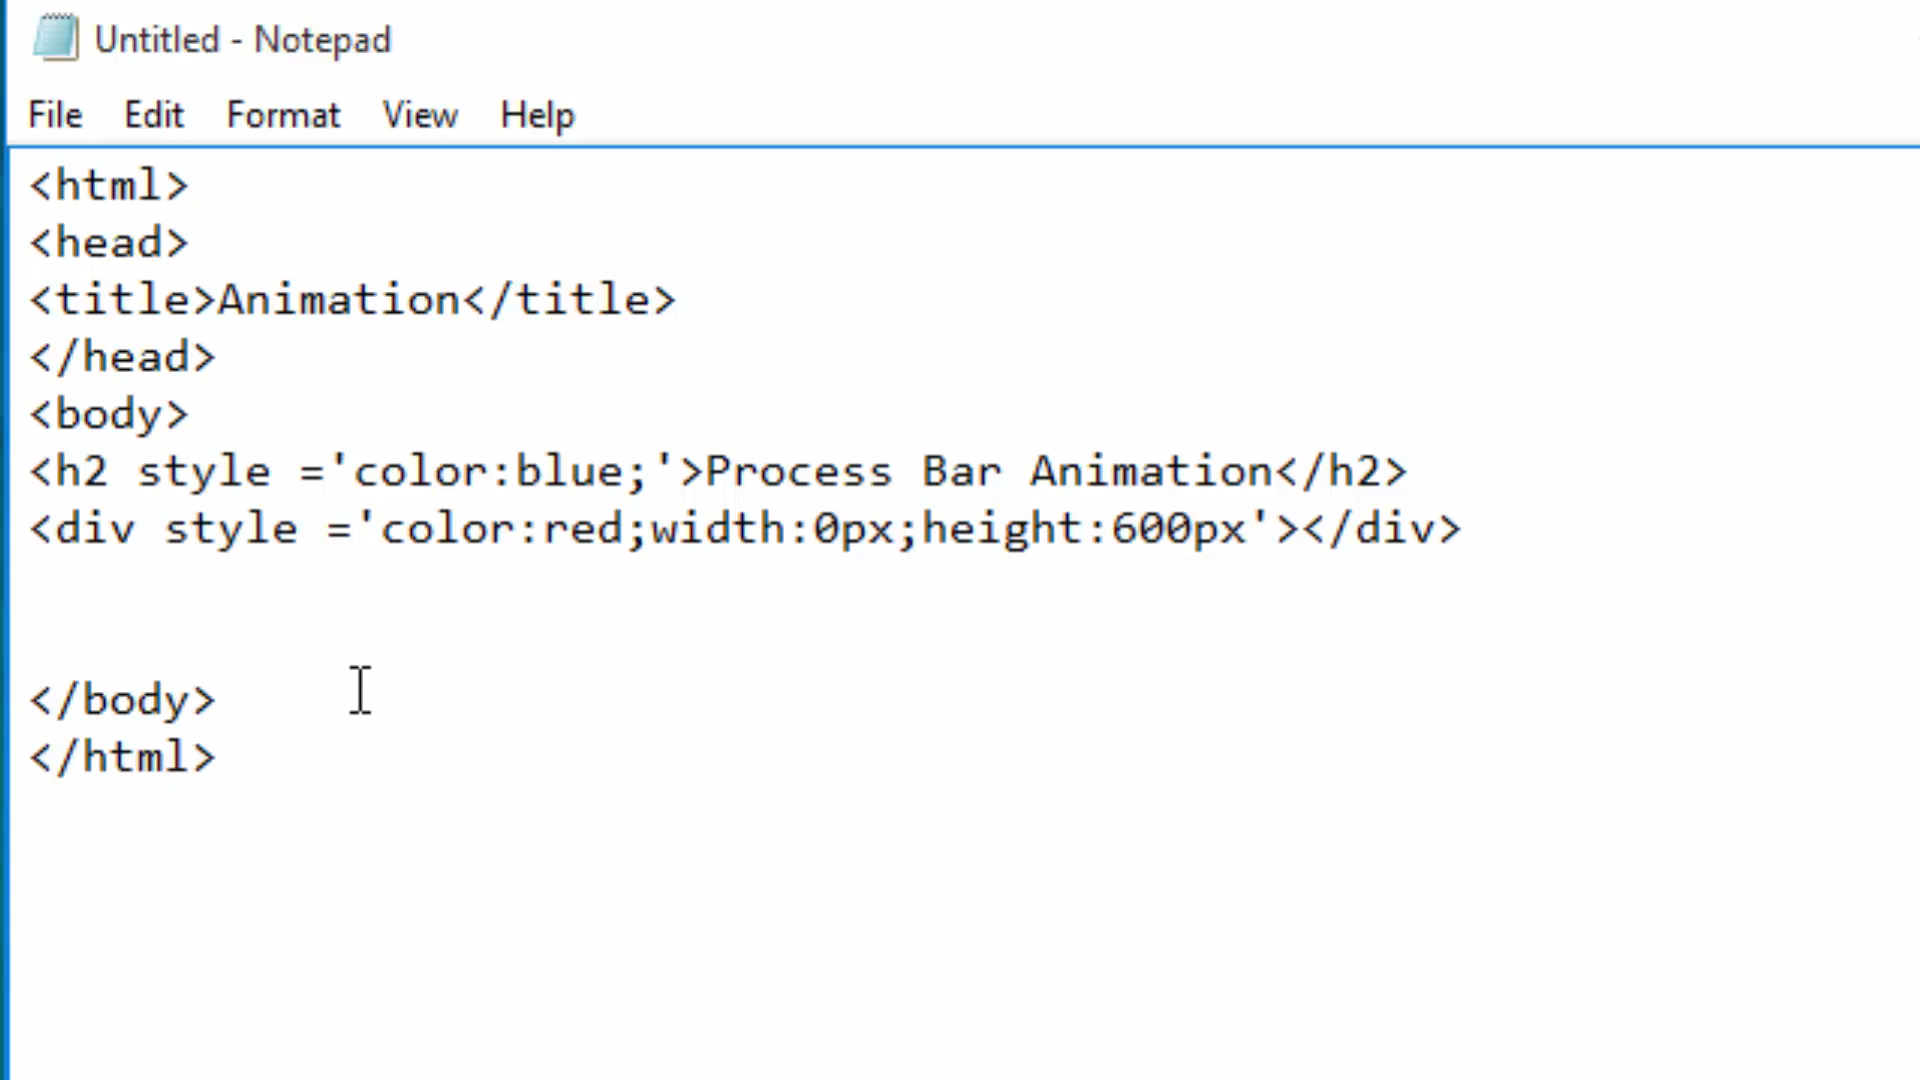 Untitled - Notepad
File Edit Format View Help
<html>
<head>
<title>Animation</title>
</head>
<body>
<h2 style ='color:blue;'>Process Bar Animation</h2>
<div style ='color:red;width:0px;height:600px'></div>
</body>
</html>